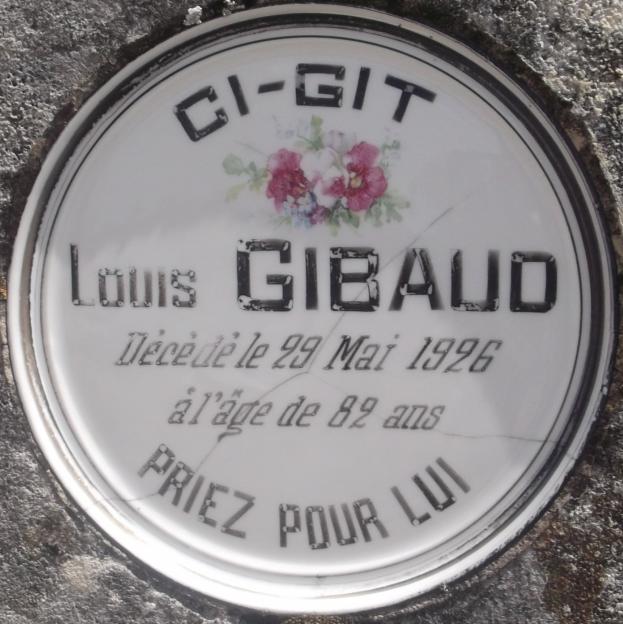 CI-GIT
Louis GIBAUD
Décédé le 29 Mai 1926
à l'âge de 82 ans
PRIEZ POUR LUI